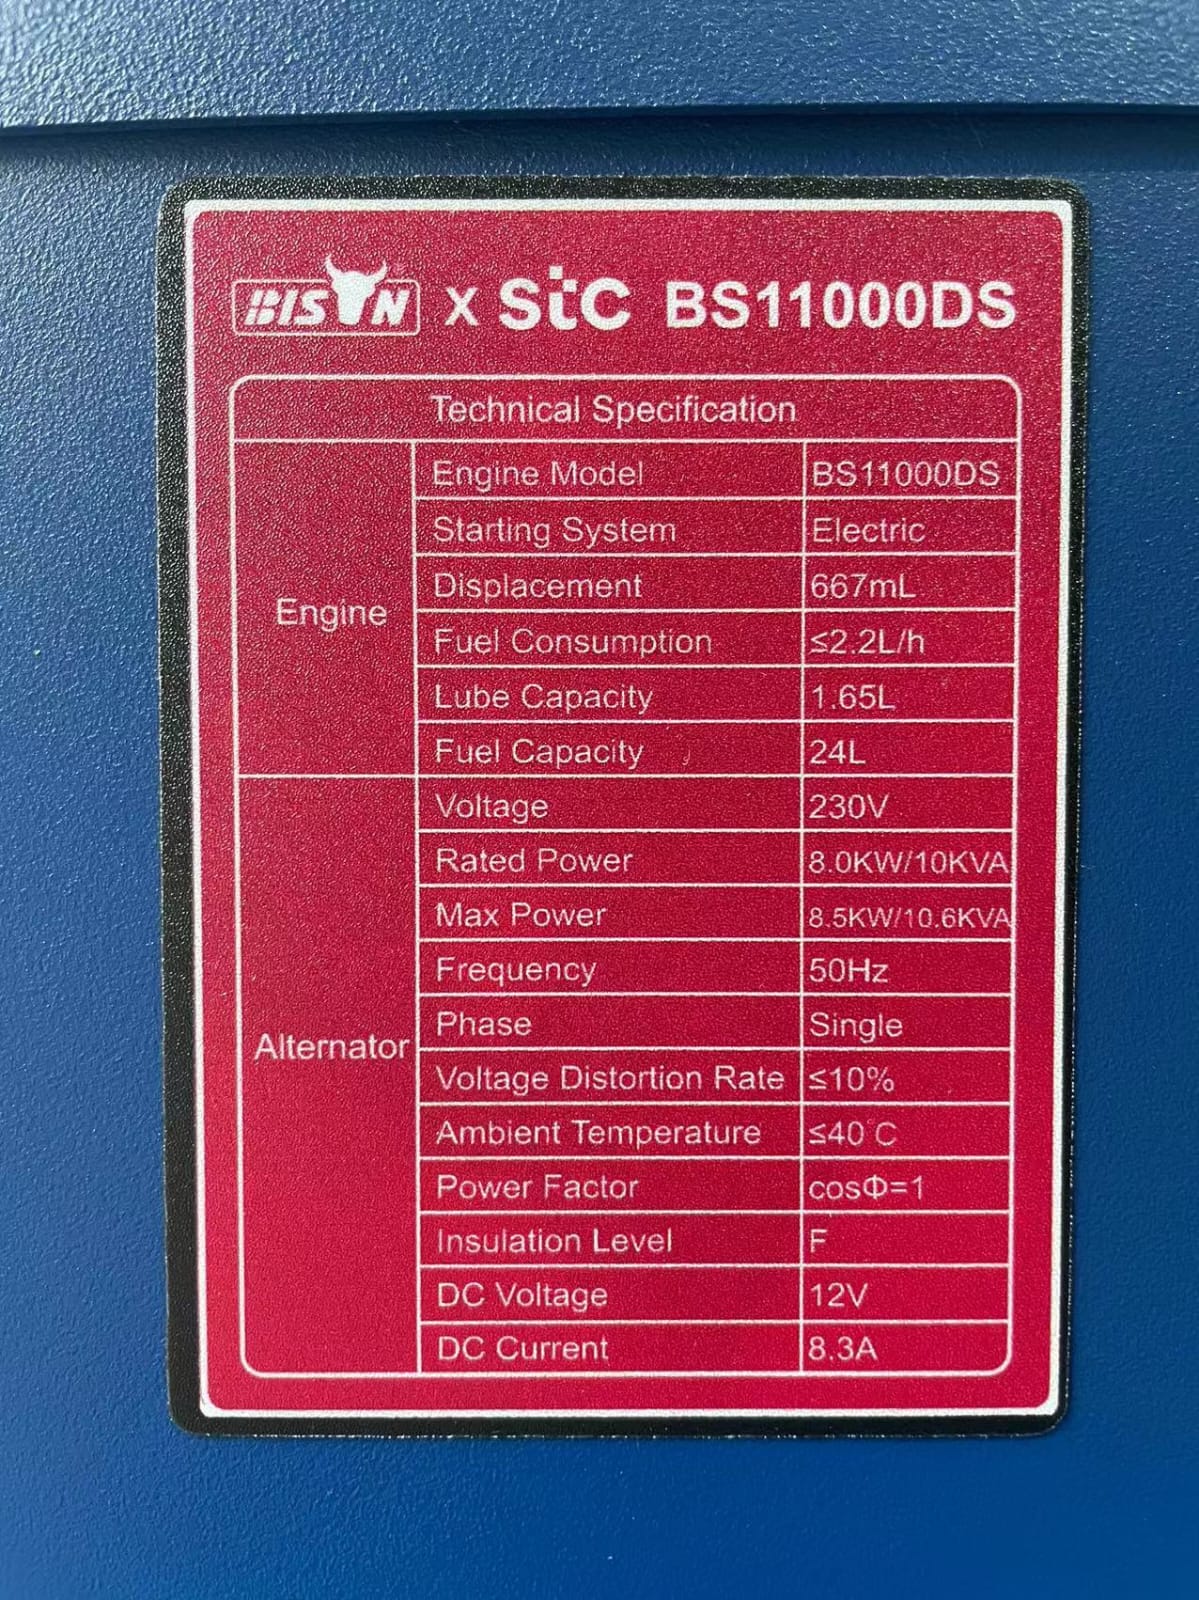 BISON x stc BS11000DS
Technical Specification
Engine
Engine Model BS11000DS
Starting System Electric
Displacement 667mL
Fuel Consumption ≤2.2L/h
Lube Capacity 1.65L
Fuel Capacity 24L
Alternator
Voltage 230V
Rated Power 8.0KW/10KVA
Max Power 8.5KW/10.6KVA
Frequency 50Hz
Phase Single
Voltage Distortion Rate ≤10%
Ambient Temperature ≤40°C
Power Factor cosΦ=1
Insulation Level F
DC Voltage 12V
DC Current 8.3A